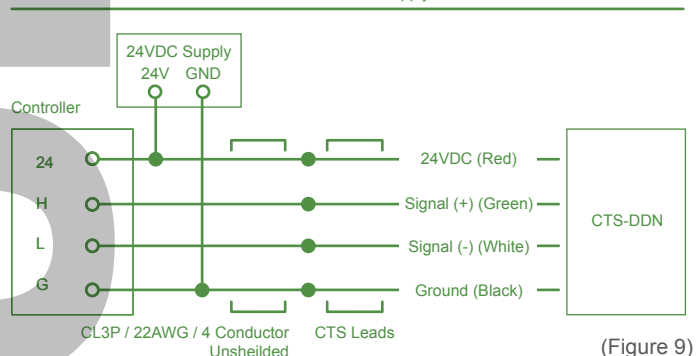 24VDC Supply
24V GND
Controller
24
H
L
G
24VDC (Red)
Signal (+) (Green)
Signal (-) (White)
Ground (Black)
CTS-DDN
CL3P / 22AWG / 4 Conductor
Unsheilded
CTS Leads
(Figure 9)